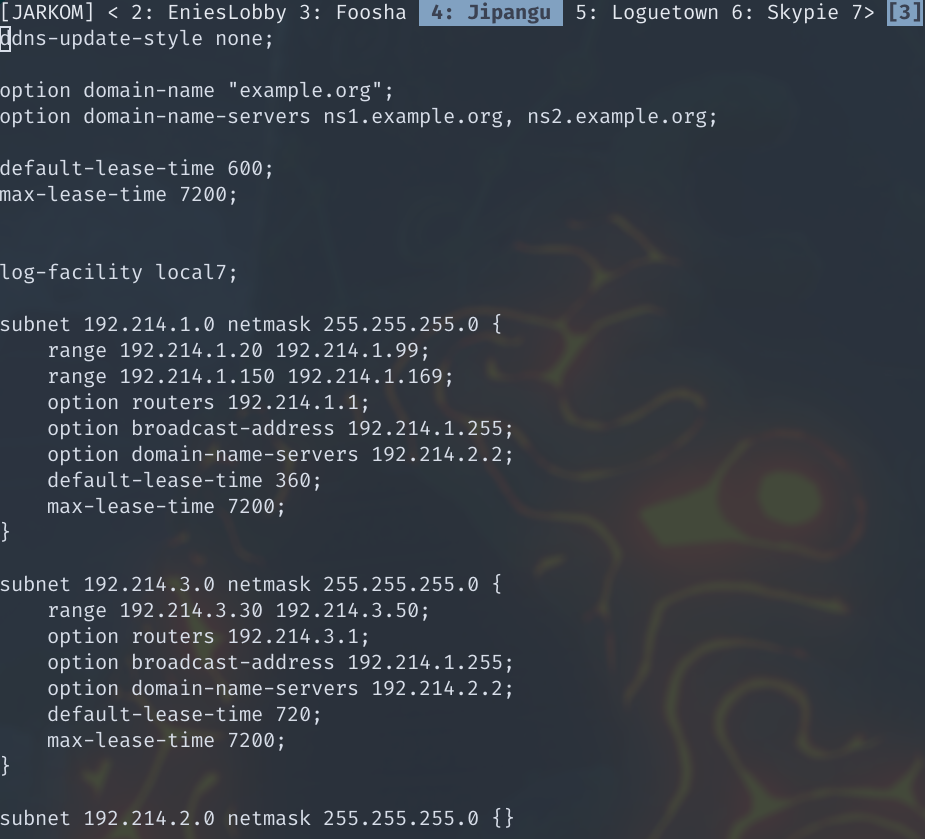 [JARKOM] < 2: EniesLobby 3: Foosha 4: Jipangu 5: Loguetown 6: Skypie 7> [3]
ddns-update-style none;
option domain-name "example.org";
option domain-name-servers ns1.example.org, ns2.example.org;
default-lease-time 600;
max-lease-time 7200;
log-facility local7;
subnet 192.214.1.0 netmask 255.255.255.0 {
    range 192.214.1.20 192.214.1.99;
    range 192.214.1.150 192.214.1.169;
    option routers 192.214.1.1;
    option broadcast-address 192.214.1.255;
    option domain-name-servers 192.214.2.2;
    default-lease-time 360;
    max-lease-time 7200;
}
subnet 192.214.3.0 netmask 255.255.255.0 {
    range 192.214.3.30 192.214.3.50;
    option routers 192.214.3.1;
    option broadcast-address 192.214.1.255;
    option domain-name-servers 192.214.2.2;
    default-lease-time 720;
    max-lease-time 7200;
}
subnet 192.214.2.0 netmask 255.255.255.0 {}